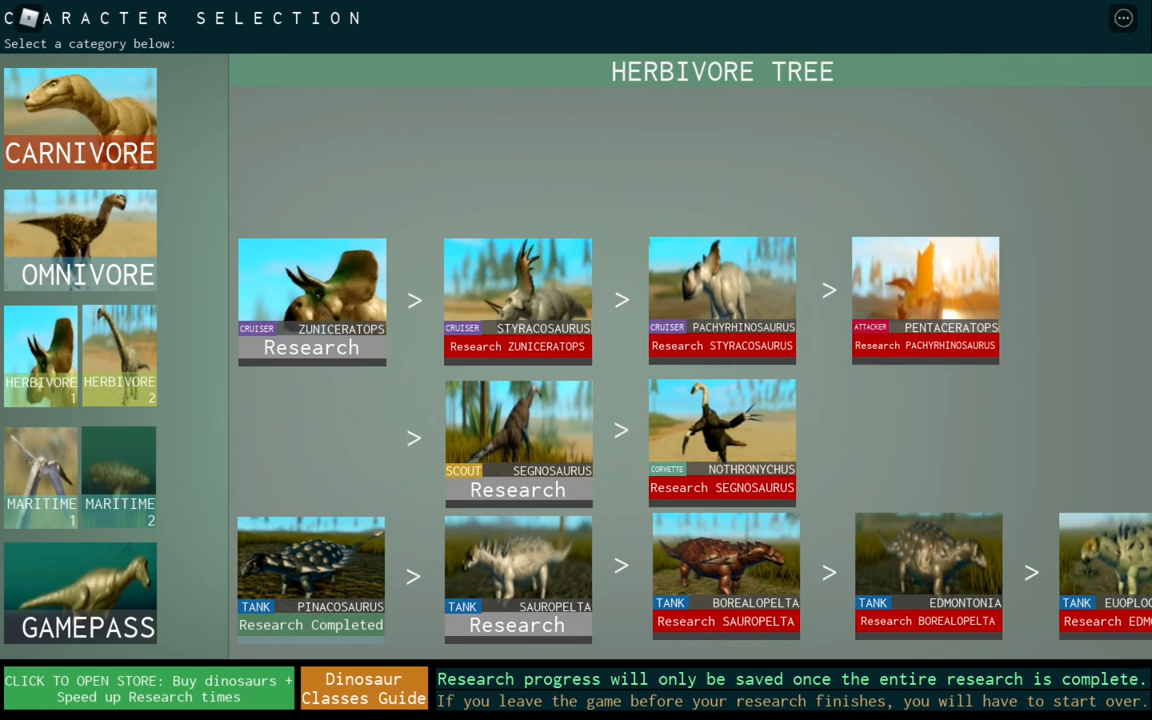 C ARACTER SELECTION
Select a category below:
HERBIVORE TREE
CARNIVORE
OMNIVORE
HERBIVORE
1
HERBIVORE
2
MARITIME
1
MARITIME
2
GAMEPASS
CRUISER ZUNICERATOPS
Research
>
CRUISER STYRACOSAURUS
Research ZUNICERATOPS
>
CRUISER PACHYRHINOSAURUS
Research STYRACOSAURUS
>
ATTACKER PENTACERATOPS
Research PACHYRHINOSAURUS
>
SCOUT SEGNOSAURUS
Research
>
CORVETTE NOTHRONYCHUS
Research SEGNOSAURUS
TANK PINACOSAURUS
Research Completed
>
TANK SAUROPELTA
Research
>
TANK BOREALOPELTA
Research SAUROPELTA
>
TANK EDMONTONIA
Research BOREALOPELTA
>
TANK EUOPLOC
Research EDM
CLICK TO OPEN STORE: Buy dinosaurs +
Speed up Research times
Dinosaur
Classes Guide
Research progress will only be saved once the entire research is complete.
If you leave the game before your research finishes, you will have to start over.